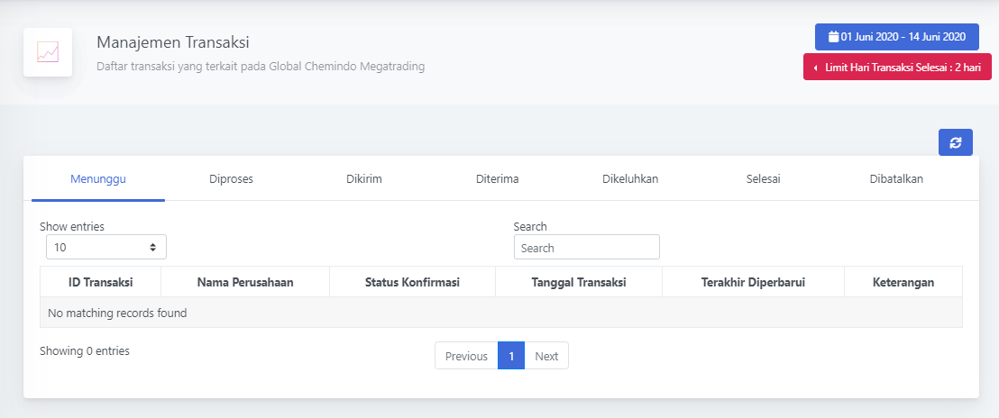 Manajemen Transaksi
Daftar transaksi yang terkait pada Global Chemindo Megatrading
01 Juni 2020 - 14 Juni 2020
Limit Hari Transaksi Selesai : 2 hari
Menunggu Diproses Dikirim Diterima Dikeluhkan Selesai Dibatalkan
Show entries Search
10 Search
ID Transaksi Nama Perusahaan Status Konfirmasi Tanggal Transaksi Terakhir Diperbarui Keterangan
No matching records found
Showing 0 entries Previous 1 Next